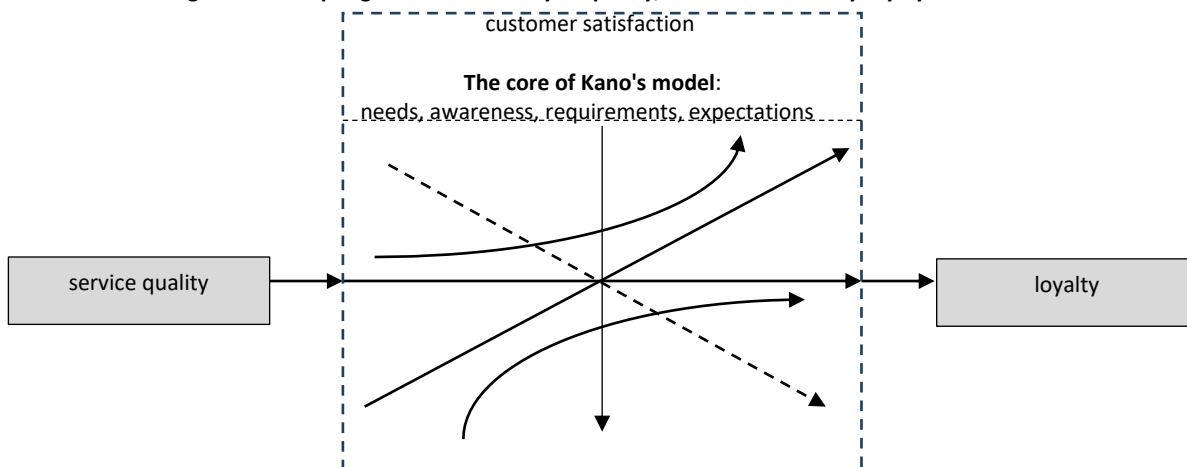 customer satisfaction
The core of Kano's model:
needs, awareness, requirements, expectations
service quality
loyalty